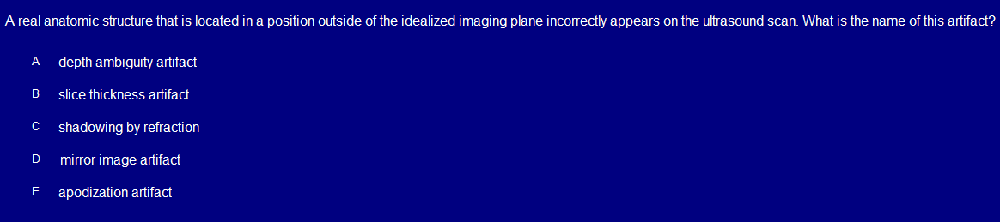 A real anatomic structure that is located in a position outside of the idealized imaging plane incorrectly appears on the ultrasound scan. What is the name of this artifact?
A depth ambiguity artifact
B slice thickness artifact
C shadowing by refraction
D mirror image artifact
E apodization artifact